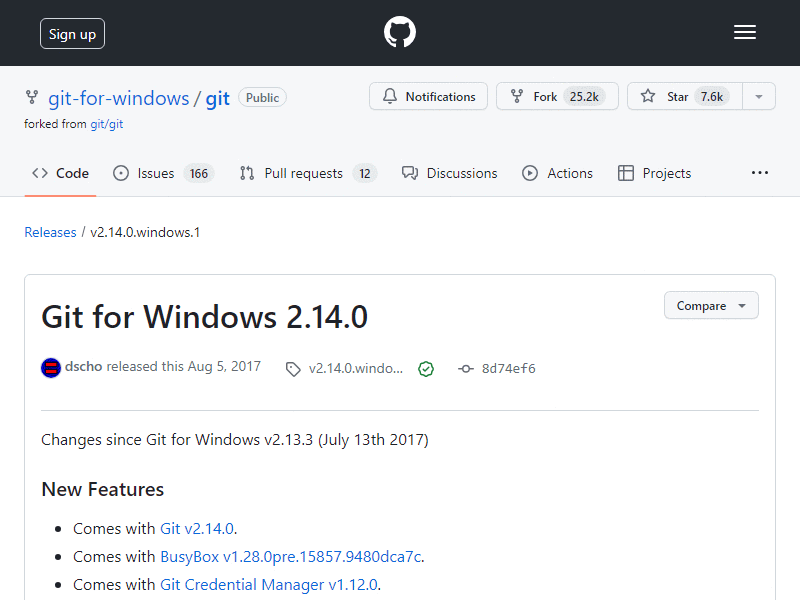 Sign up
git-for-windows / git Public
Notifications
Fork 25.2k
Star 7.6k
forked from git/git
Code
Issues 166
Pull requests 12
Discussions
Actions
Projects
Releases / v2.14.0.windows.1
Git for Windows 2.14.0
Compare
dscho released this Aug 5, 2017
v2.14.0.windo...
8d74ef6
Changes since Git for Windows v2.13.3 (July 13th 2017)
New Features
Comes with Git v2.14.0.
Comes with BusyBox v1.28.0pre.15857.9480dca7c.
Comes with Git Credential Manager v1.12.0.